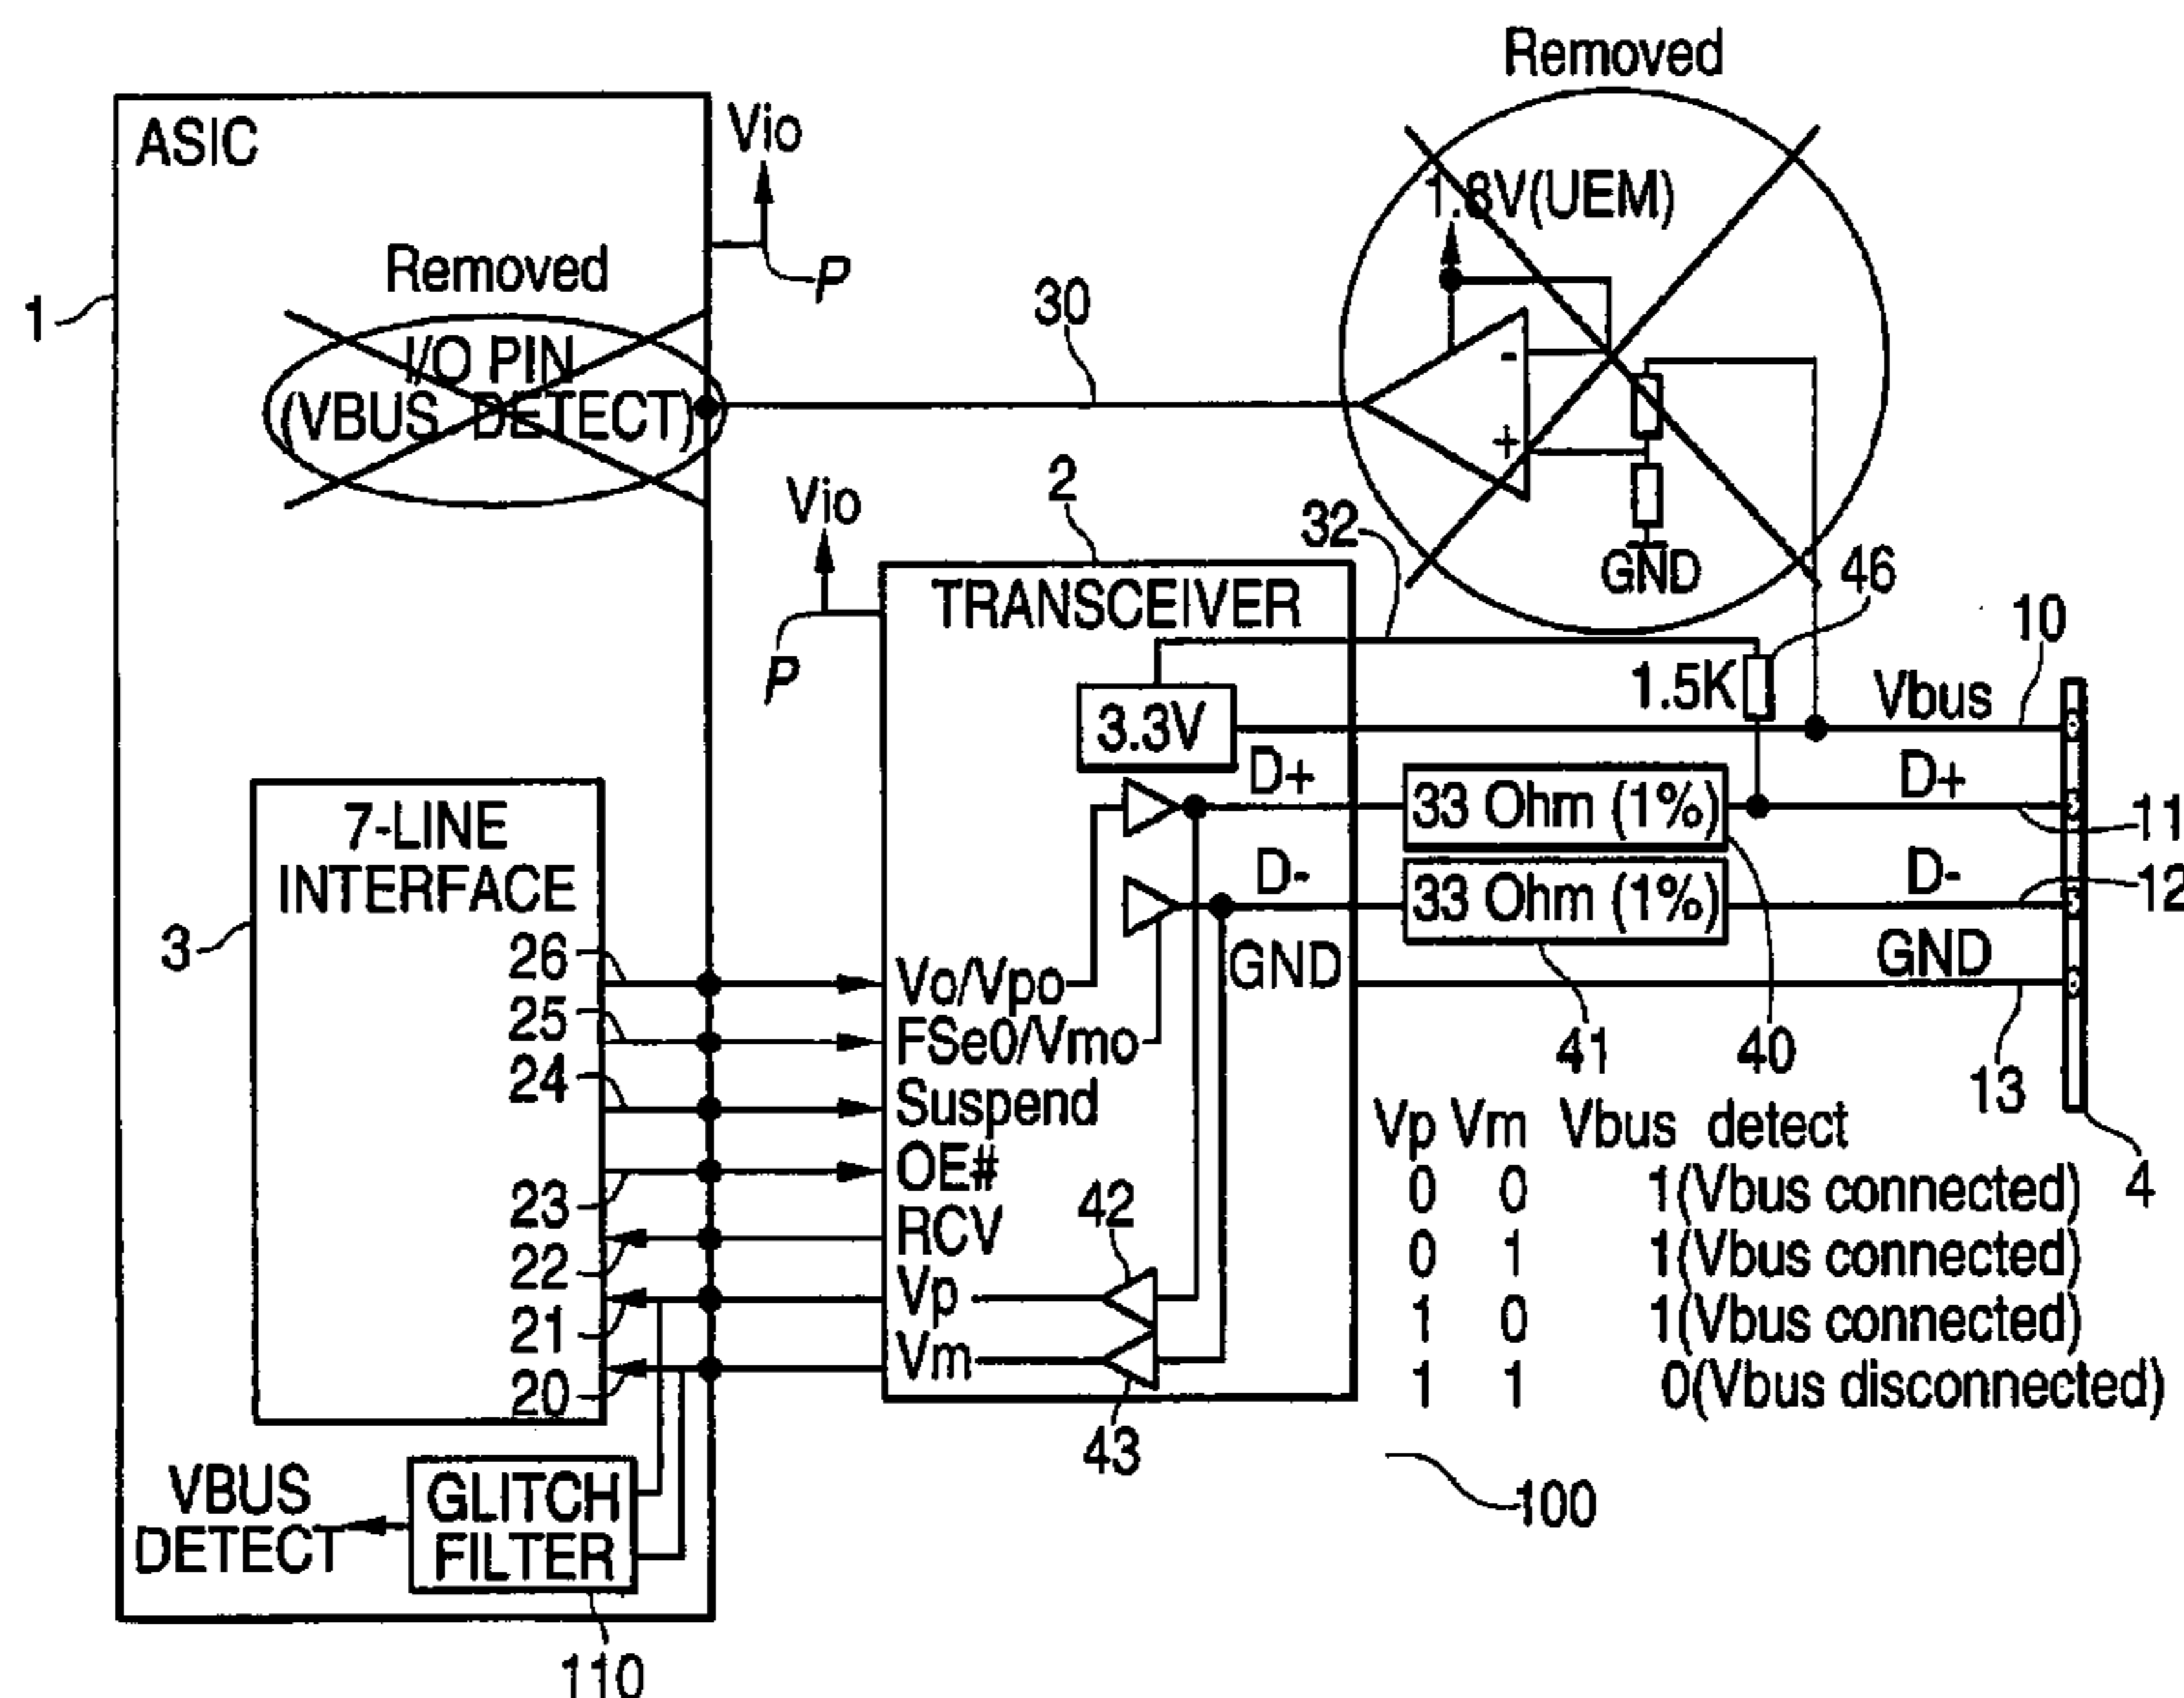 Removed
ASIC
Vio
P
1
Removed
I/O PIN
(VBUS DETECT)
30
1.8V(UEM)
-
+
GND
2
Vio
P
32
46
10
TRANSCEIVER
1.5K
Vbus
3.3V
D+
33 Ohm (1%)
D+
11
D-
33 Ohm (1%)
D-
12
GND
GND
7-LINE
INTERFACE
3
26
25
24
23
22
21
20
Vo/Vpo
FSe0/Vmo
Suspend
OE#
RCV
Vp
Vm
42
43
41
40
13
4
Vp Vm Vbus detect
0 0 1(Vbus connected)
0 1 1(Vbus connected)
1 0 1(Vbus connected)
1 1 0(Vbus disconnected)
VBUS
DETECT
GLITCH
FILTER
100
110